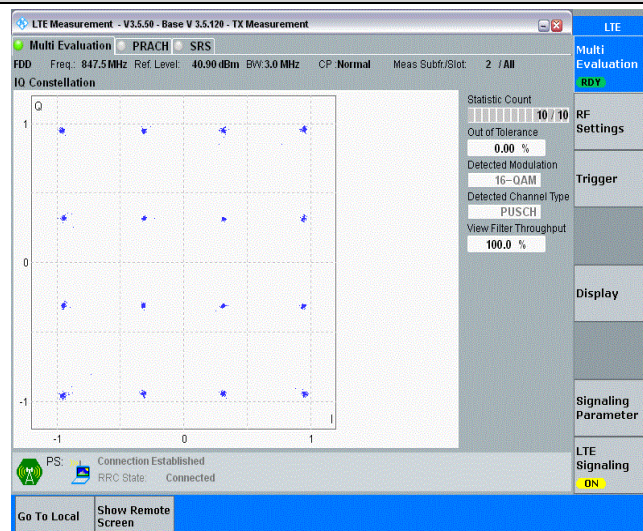 LTE Measurement - V3.5.50 - Base V 3.5.120 - TX Measurement
LTE
Multi Evaluation PRACH SRS
FDD Freq.: 847.5 MHz Ref. Level: 40.90 dBm BW: 3.0 MHz CP : Normal Meas Subfr./Slot: 2 / All
IQ Constellation
Q
1
0
-1
-1 0 1
I
Statistic Count
10 / 10
Out of Tolerance
0.00 %
Detected Modulation
16-QAM
Detected Channel Type
PUSCH
View Filter Throughput
100.0 %
Multi
Evaluation
RDY
RF
Settings
Trigger
Display
Signaling
Parameter
LTE
Signaling
ON
PS: Connection Established
RRC State: Connected
Go To Local
Show Remote
Screen